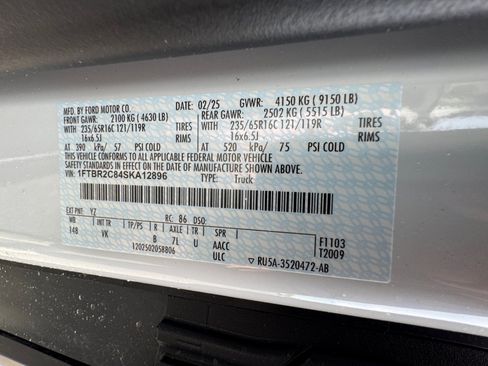 MFD. BY FORD MOTOR CO. DATE: 02/25 GVWR: 4150 KG ( 9150 LB)
FRONT GAWR: 2100 KG ( 4630 LB) REAR GAWR: 2502 KG ( 5515 LB)
WITH WITH
235/65R16C 121/119R TIRES 235/65R16C 121/119R TIRES
16x6.5J RIMS 16x6.5J RIMS
AT 390 kPa/ 57 PSI COLD AT 520 kPa/ 75 PSI COLD
THIS VEHICLE CONFORMS TO ALL APPLICABLE FEDERAL MOTOR VEHICLE
SAFETY STANDARDS IN EFFECT ON THE DATE OF MANUFACTURE SHOWN ABOVE.
VIN: 1FTBR2C84SKA12896 TYPE: Truck
EXT PNT: YZ RC: 86 DSO:
WB INT TR TP/PS R AXLE TR SPR
148 VK B 7L U AACC F1103
1202502058806 ULC T2009
RU5A-3520472-AB